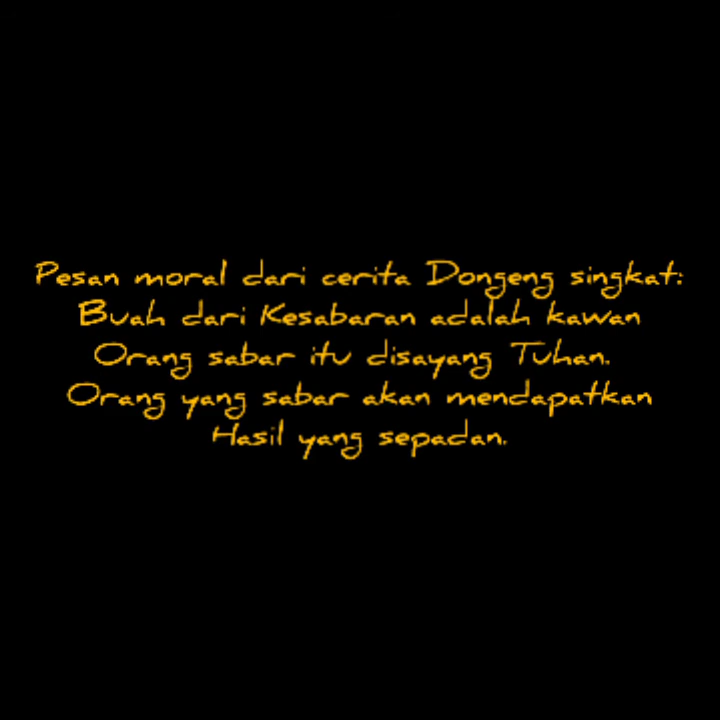 Pesan moral dari cerita Dongeng singkat:
Buah dari Kesabaran adalah kawan
Orang sabar itu disayang Tuhan.
Orang yang sabar akan mendapatkan
Hasil yang sepadan.